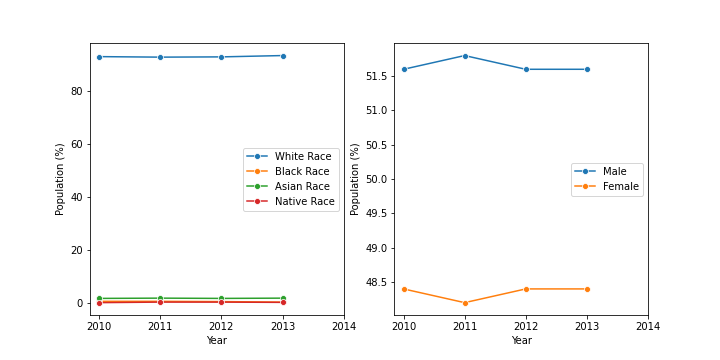 Population (%)
80
60
40
20
0
White Race
Black Race
Asian Race
Native Race
2010 2011 2012 2013 2014
Year
Population (%)
51.5
51.0
50.5
50.0
49.5
49.0
48.5
Male
Female
2010 2011 2012 2013 2014
Year